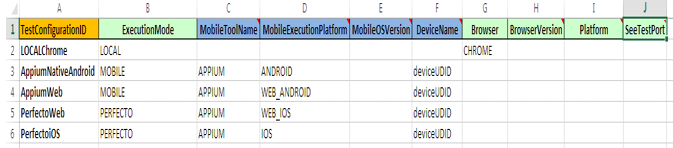 A B C D E F G H I J
1 TestConfigurationID ExecutionMode MobileToolName MobileExecutionPlatform MobileOSVersion DeviceName Browser BrowserVersion Platform SeeTestPort
2 LOCALChrome LOCAL CHROME
3 AppiumNativeAndroid MOBILE APPIUM ANDROID deviceUDID
4 AppiumWeb MOBILE APPIUM WEB_ANDROID deviceUDID
5 PerfectoWeb PERFECTO APPIUM WEB_IOS deviceUDID
6 PerfectoiOS PERFECTO APPIUM IOS deviceUDID